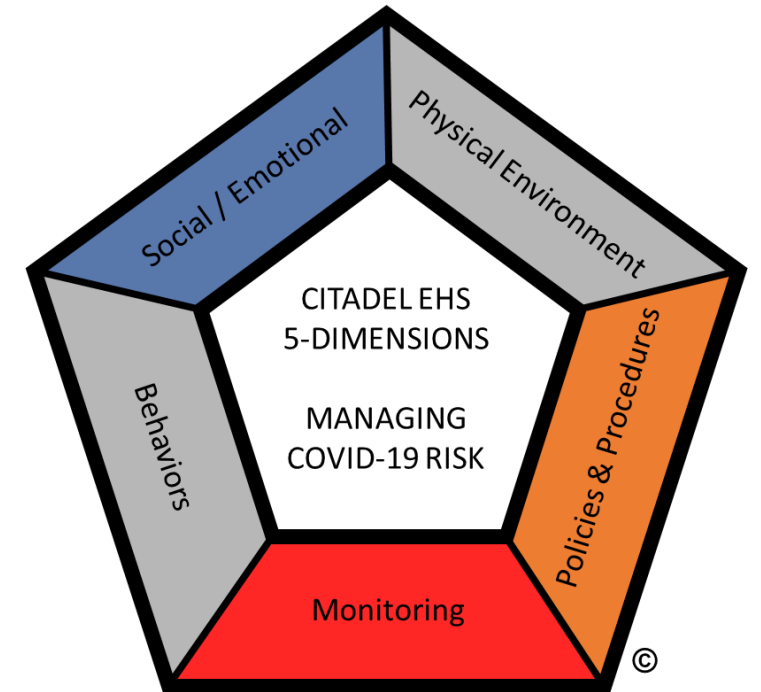 Social / Emotional
Physical Environment
CITADEL EHS
5-DIMENSIONS
MANAGING
COVID-19 RISK
Behaviors
Policies & Procedures
Monitoring
©